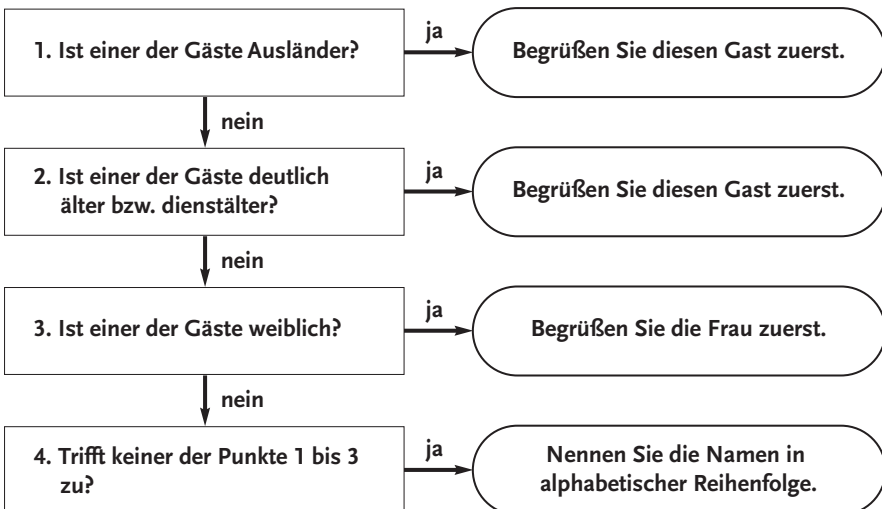 1. Ist einer der Gäste Ausländer?
ja
Begrüßen Sie diesen Gast zuerst.
nein
2. Ist einer der Gäste deutlich
älter bzw. dienstälter?
ja
Begrüßen Sie diesen Gast zuerst.
nein
3. Ist einer der Gäste weiblich?
ja
Begrüßen Sie die Frau zuerst.
nein
4. Trifft keiner der Punkte 1 bis 3
zu?
ja
Nennen Sie die Namen in
alphabetischer Reihenfolge.